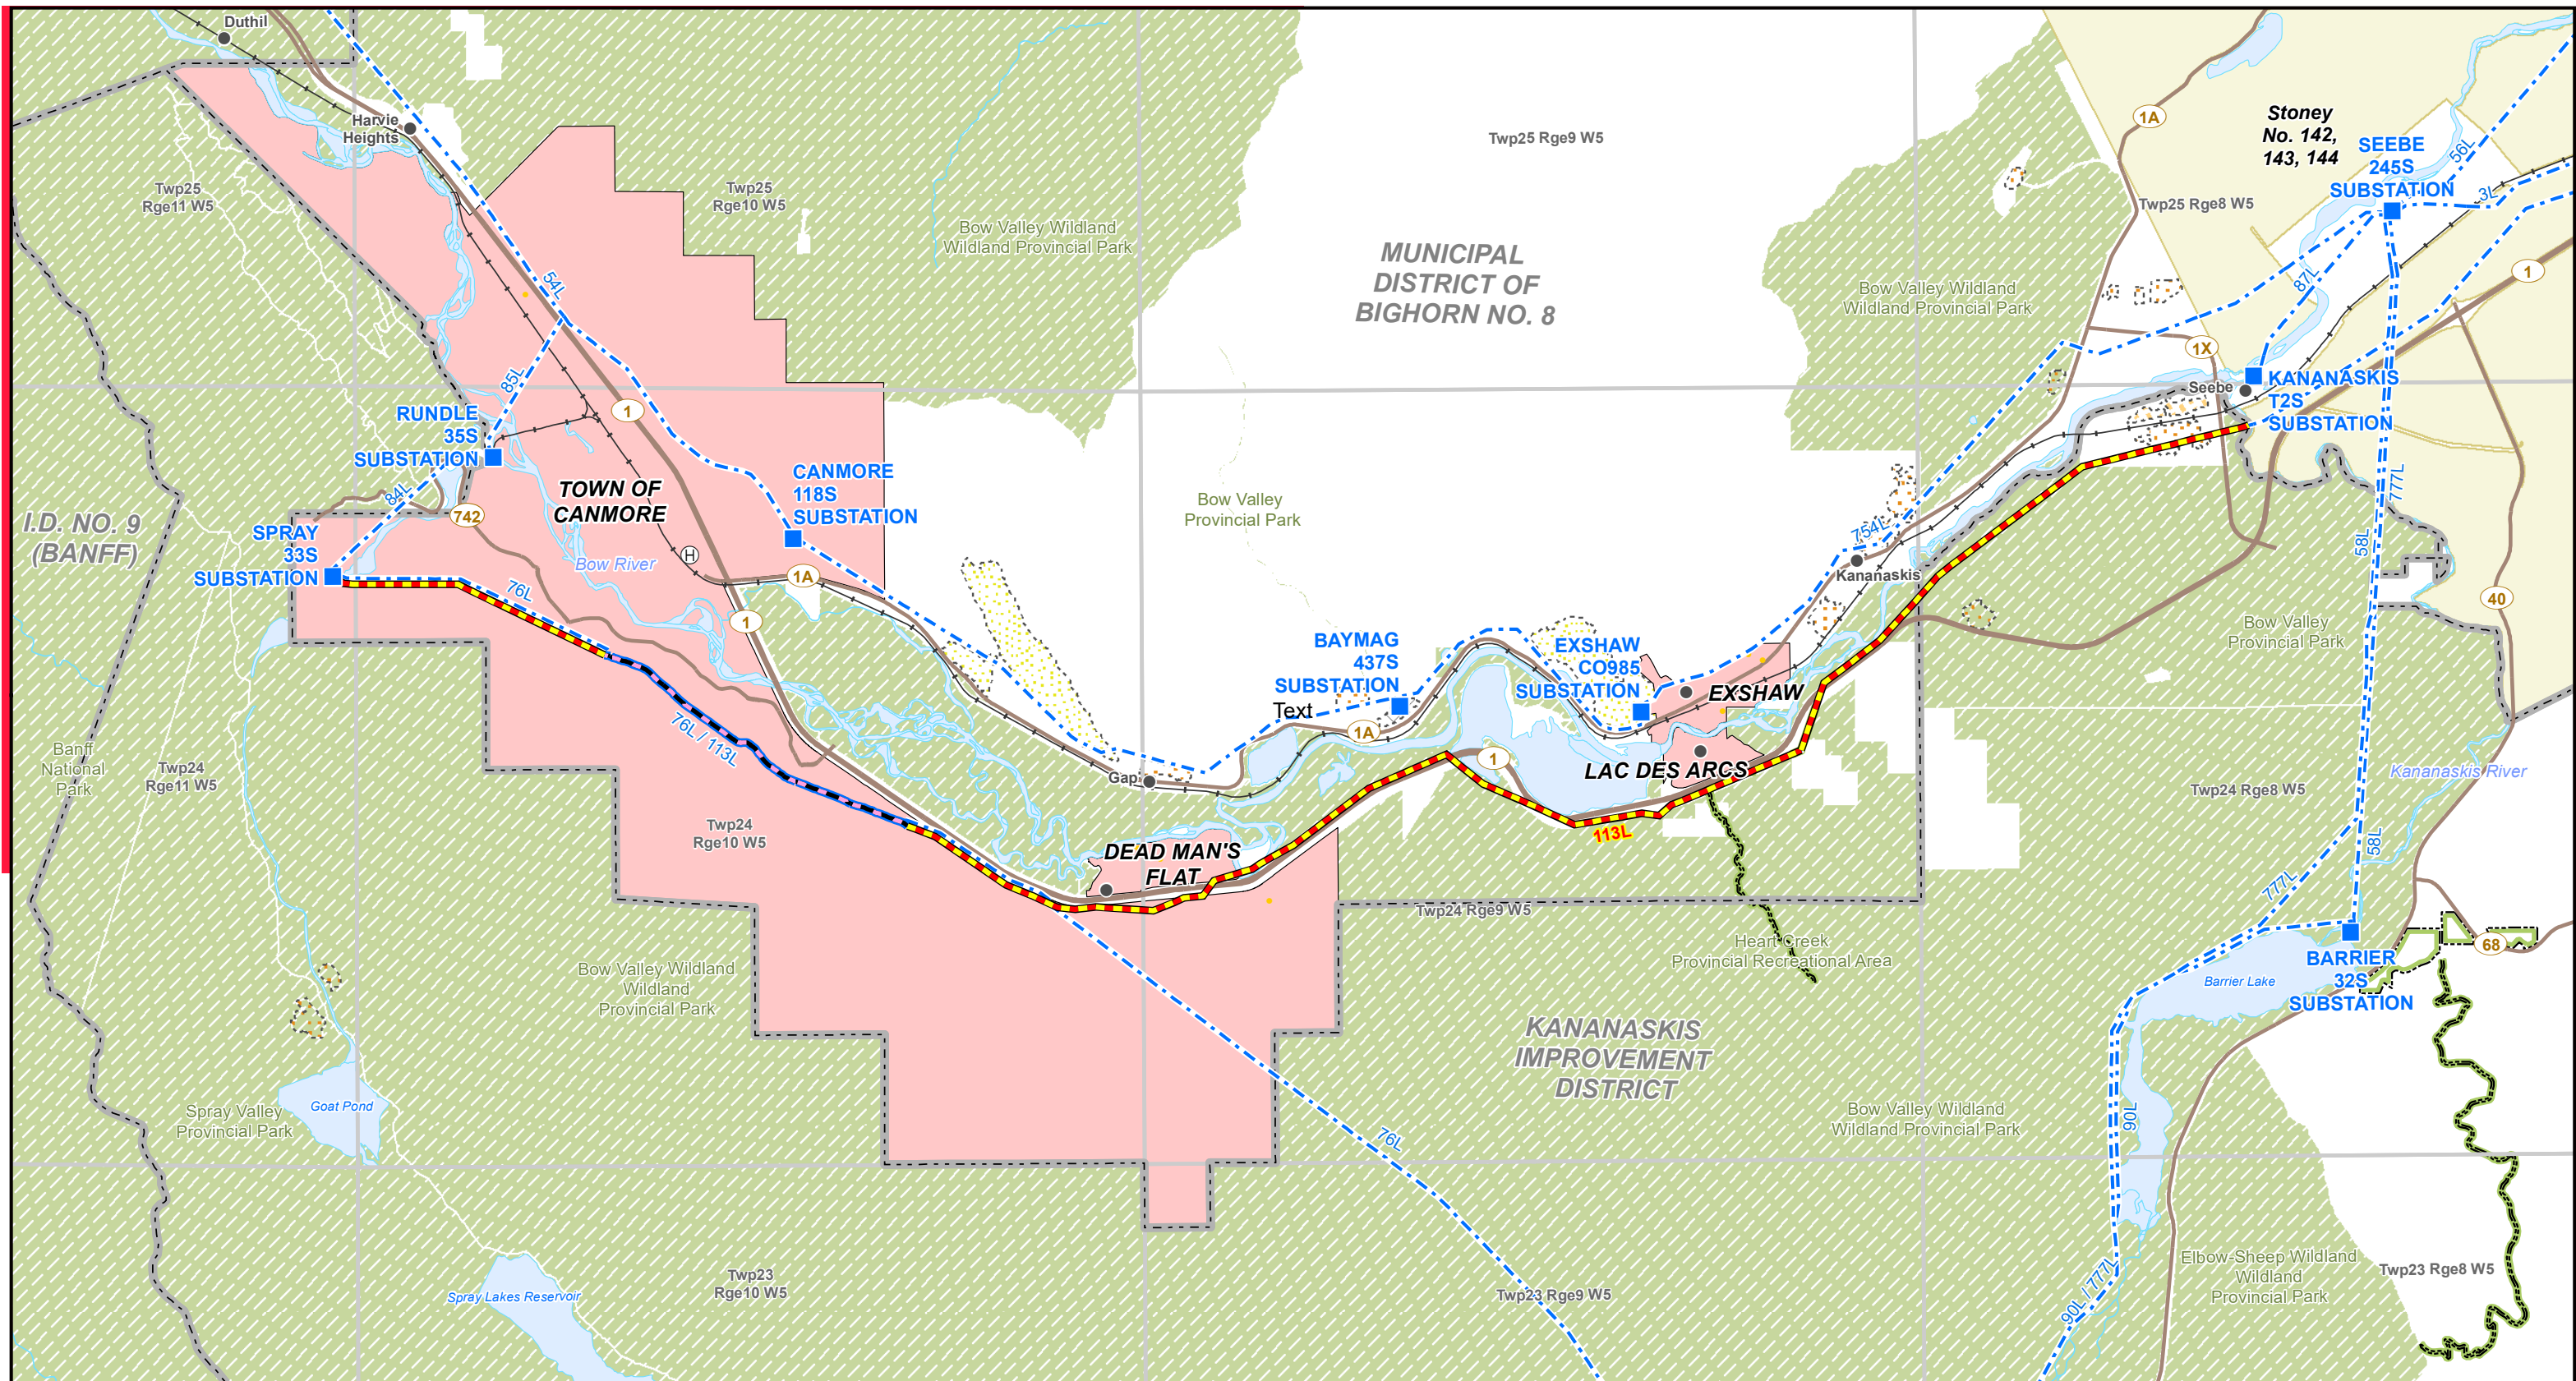 Duthil
Harvie
Heights
Twp25
Rge11 W5
Twp25
Rge10 W5
Bow Valley Wildland
Wildland Provincial Park
Twp25 Rge9 W5
MUNICIPAL
DISTRICT OF
BIGHORN NO. 8
Bow Valley Wildland
Wildland Provincial Park
1A
Stoney
No. 142,
143, 144
SEEBE
245S
SUBSTATION
56L
3L
Twp25 Rge8 W5
87L
1
1X
Seebe
KANANASKIS
T2S
SUBSTATION
54L
85L
1
RUNDLE
35S
SUBSTATION
84L
742
TOWN OF
CANMORE
CANMORE
118S
SUBSTATION
I.D. NO. 9
(BANFF)
SPRAY
33S
SUBSTATION
Bow River
H
1A
76L
1
Bow Valley
Provincial Park
754L
Kananaskis
777L
58L
40
Bow Valley
Provincial Park
BAYMAG
437S
SUBSTATION
Text
1A
EXSHAW
CO985
SUBSTATION
EXSHAW
1
LAC DES ARCS
113L
76L / 113L
Banff
National
Park
Twp24
Rge11 W5
Gap
Twp24
Rge10 W5
DEAD MAN'S
FLAT
Kananaskis River
Twp24 Rge8 W5
58L
777L
Twp24 Rge9 W5
Heart Creek
Provincial Recreational Area
68
BARRIER
32S
SUBSTATION
Barrier Lake
Bow Valley Wildland
Wildland
Provincial Park
KANANASKIS
IMPROVEMENT
DISTRICT
Spray Valley
Provincial Park
Goat Pond
76L
Bow Valley Wildland
Wildland Provincial Park
90L
Twp23
Rge10 W5
Spray Lakes Reservoir
Twp23 Rge9 W5
90L / 777L
Elbow-Sheep Wildland
Wildland
Provincial Park
Twp23 Rge8 W5